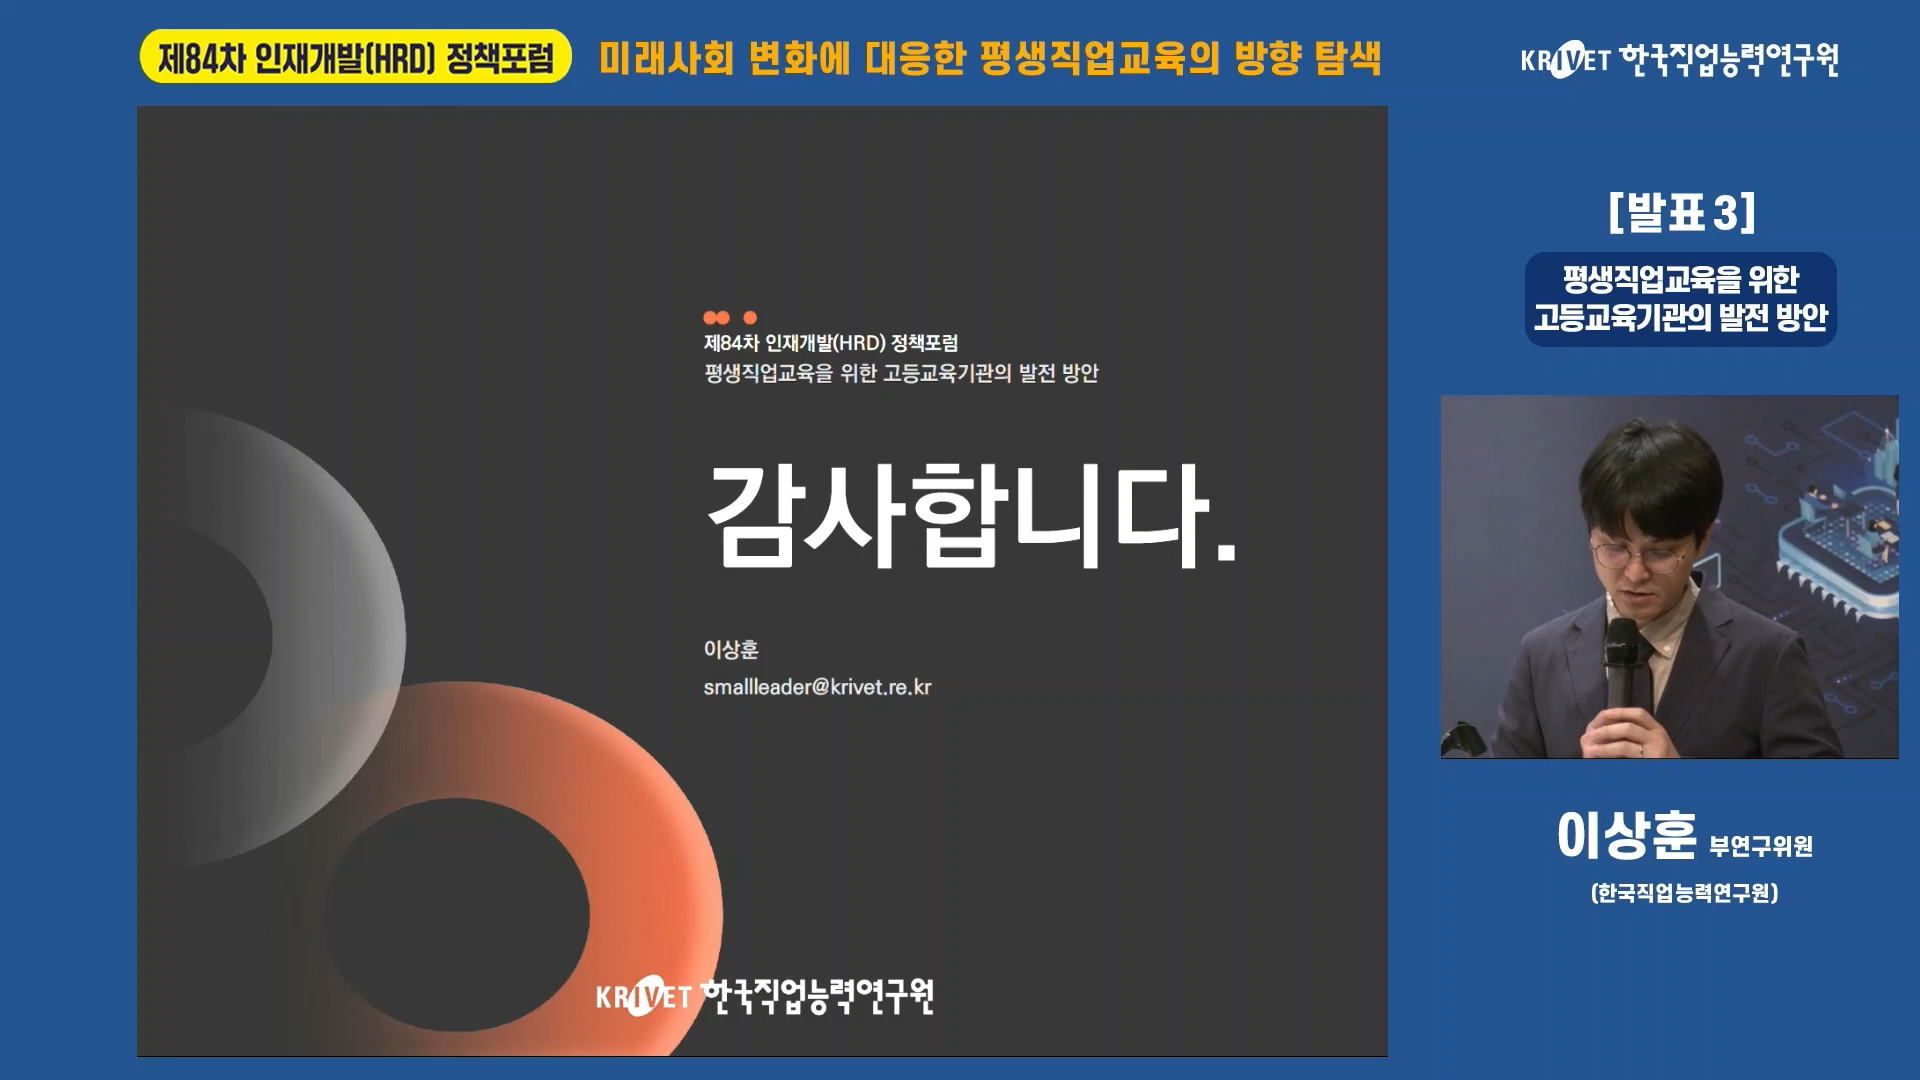 제84차 인재개발(HRD) 정책포럼
미래사회 변화에 대응한 평생직업교육의 방향 탐색
KRIVET 한국직업능력연구원
제84차 인재개발(HRD) 정책포럼
평생직업교육을 위한 고등교육기관의 발전 방안
감사합니다.
이상훈
smallleader@krivet.re.kr
KRIVET 한국직업능력연구원
[발표 3]
평생직업교육을 위한
고등교육기관의 발전 방안
이상훈 부연구위원
(한국직업능력연구원)